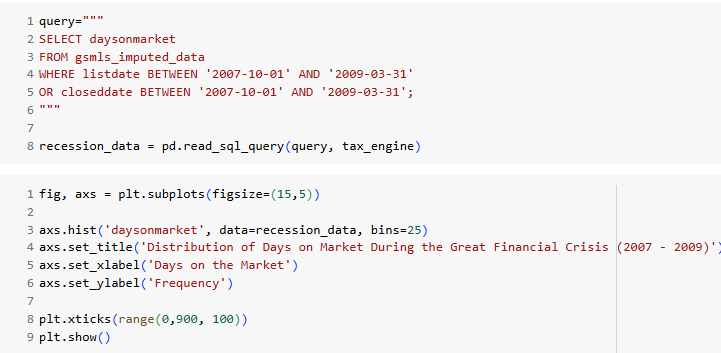 1 query="""
2 SELECT daysonmarket
3 FROM gsmls_imputed_data
4 WHERE listdate BETWEEN '2007-10-01' AND '2009-03-31'
5 OR closeddate BETWEEN '2007-10-01' AND '2009-03-31';
6 """
7
8 recession_data = pd.read_sql_query(query, tax_engine)
1 fig, axs = plt.subplots(figsize=(15,5))
2
3 axs.hist('daysonmarket', data=recession_data, bins=25)
4 axs.set_title('Distribution of Days on Market During the Great Financial Crisis (2007 - 2009)')
5 axs.set_xlabel('Days on the Market')
6 axs.set_ylabel('Frequency')
7
8 plt.xticks(range(0,900, 100))
9 plt.show()